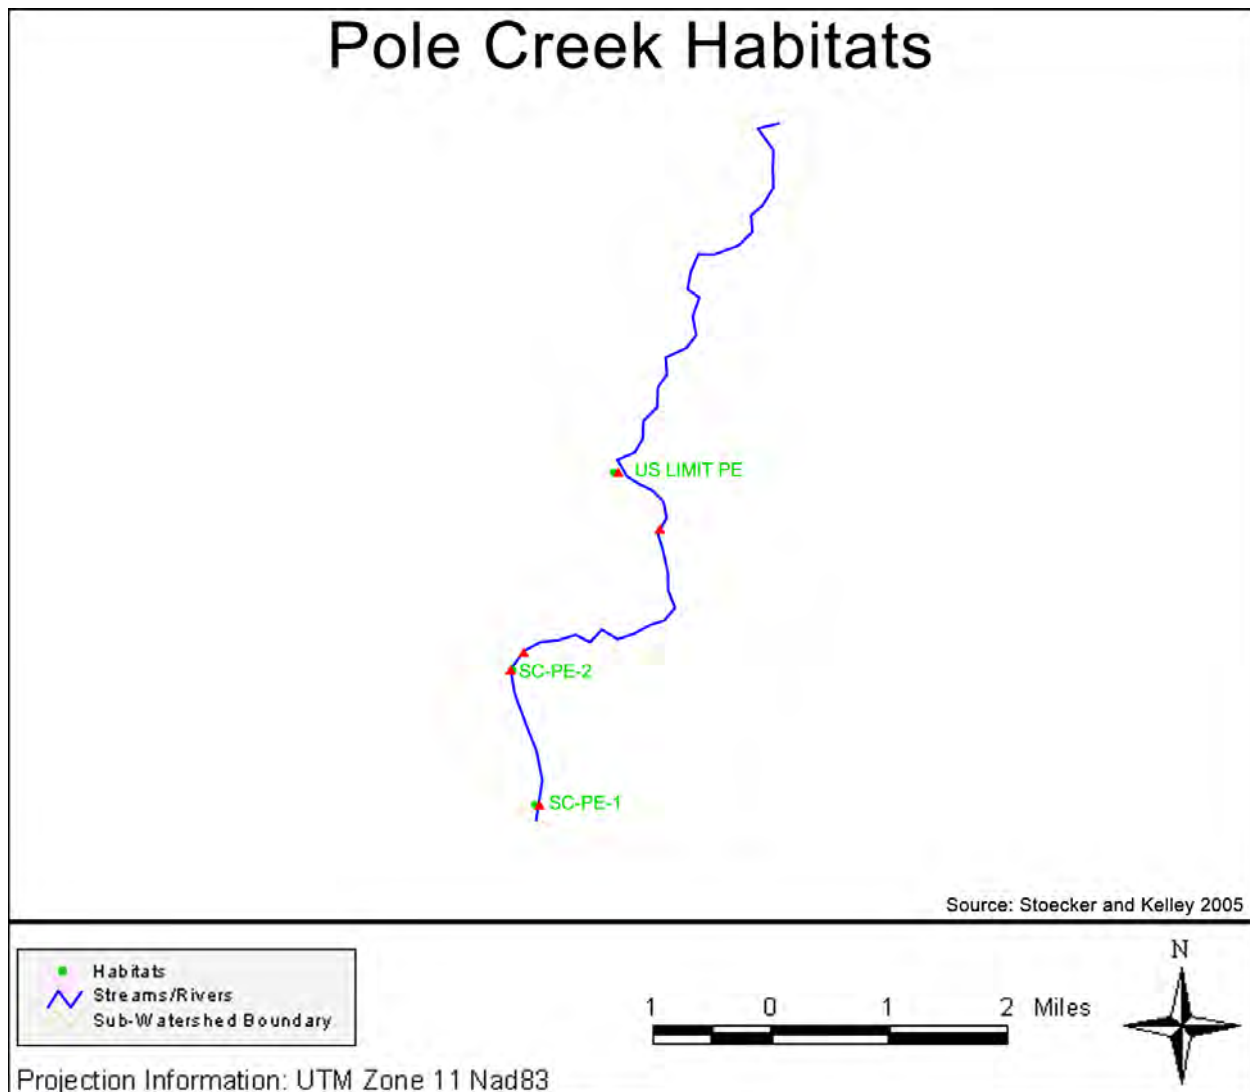 Pole Creek Habitats
US LIMIT PE
SC-PE-2
SC-PE-1
Source: Stoecker and Kelley 2005
Habitats
Streams/Rivers
Sub-Watershed Boundary
1 0 1 2 Miles
N
Projection Information: UTM Zone 11 Nad83